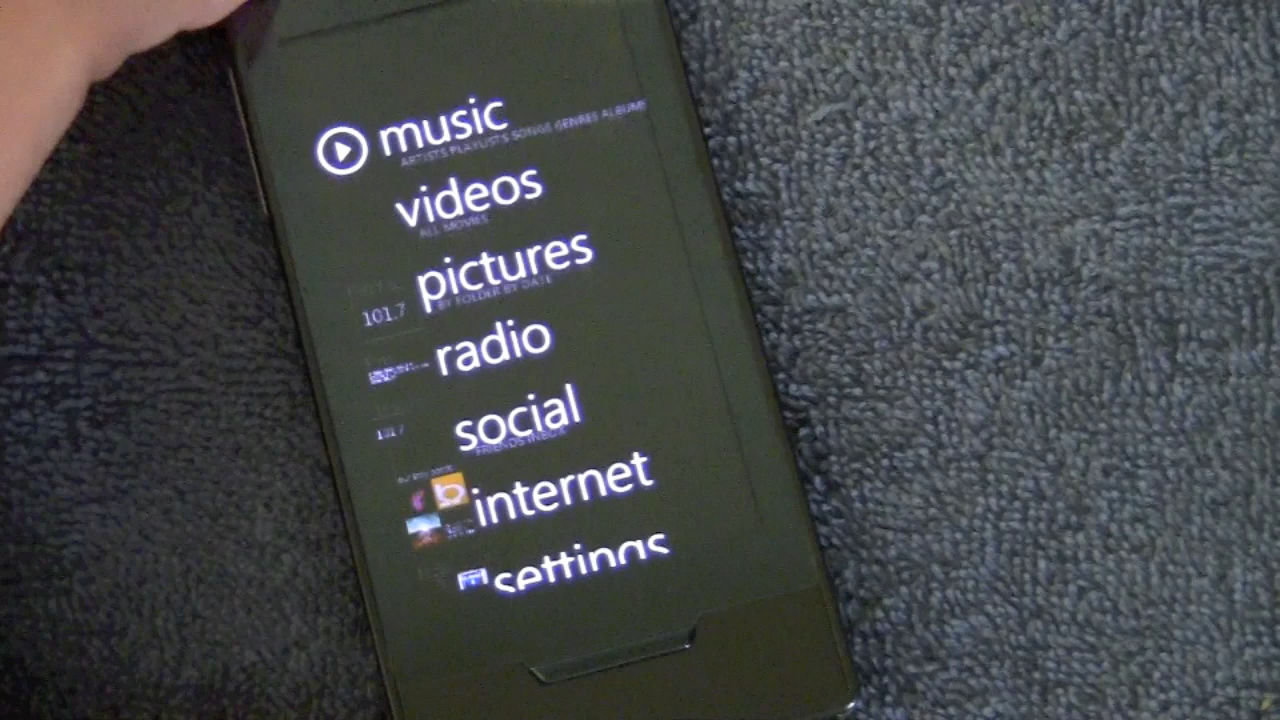 music
ARTISTS PLAYLISTS SONGS GENRES ALBUMS
videos
ALL MOVIES
pictures
BY FOLDER BY DATE
101.7
radio
social
101.7
FRIENDS INBOX
internet
settings